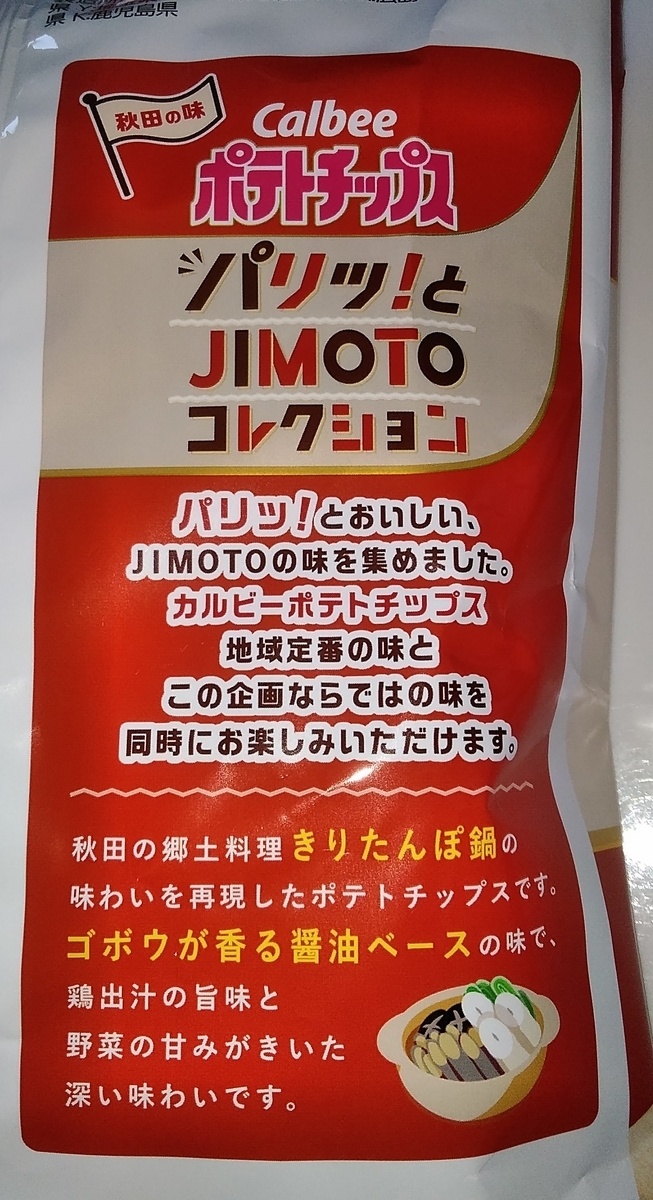 県 鹿児島県
秋田の味
Calbee
ポテトチップス
パリッ!と
JIMOTO
コレクション
パリッ!とおいしい、
JIMOTOの味を集めました。
カルビーポテトチップス
地域定番の味と
この企画ならではの味を
同時にお楽しみいただけます。
秋田の郷土料理きりたんぽ鍋の
味わいを再現したポテトチップスです。
ゴボウが香る醤油ベースの味で、
鶏出汁の旨味と
野菜の甘みがきいた
深い味わいです。